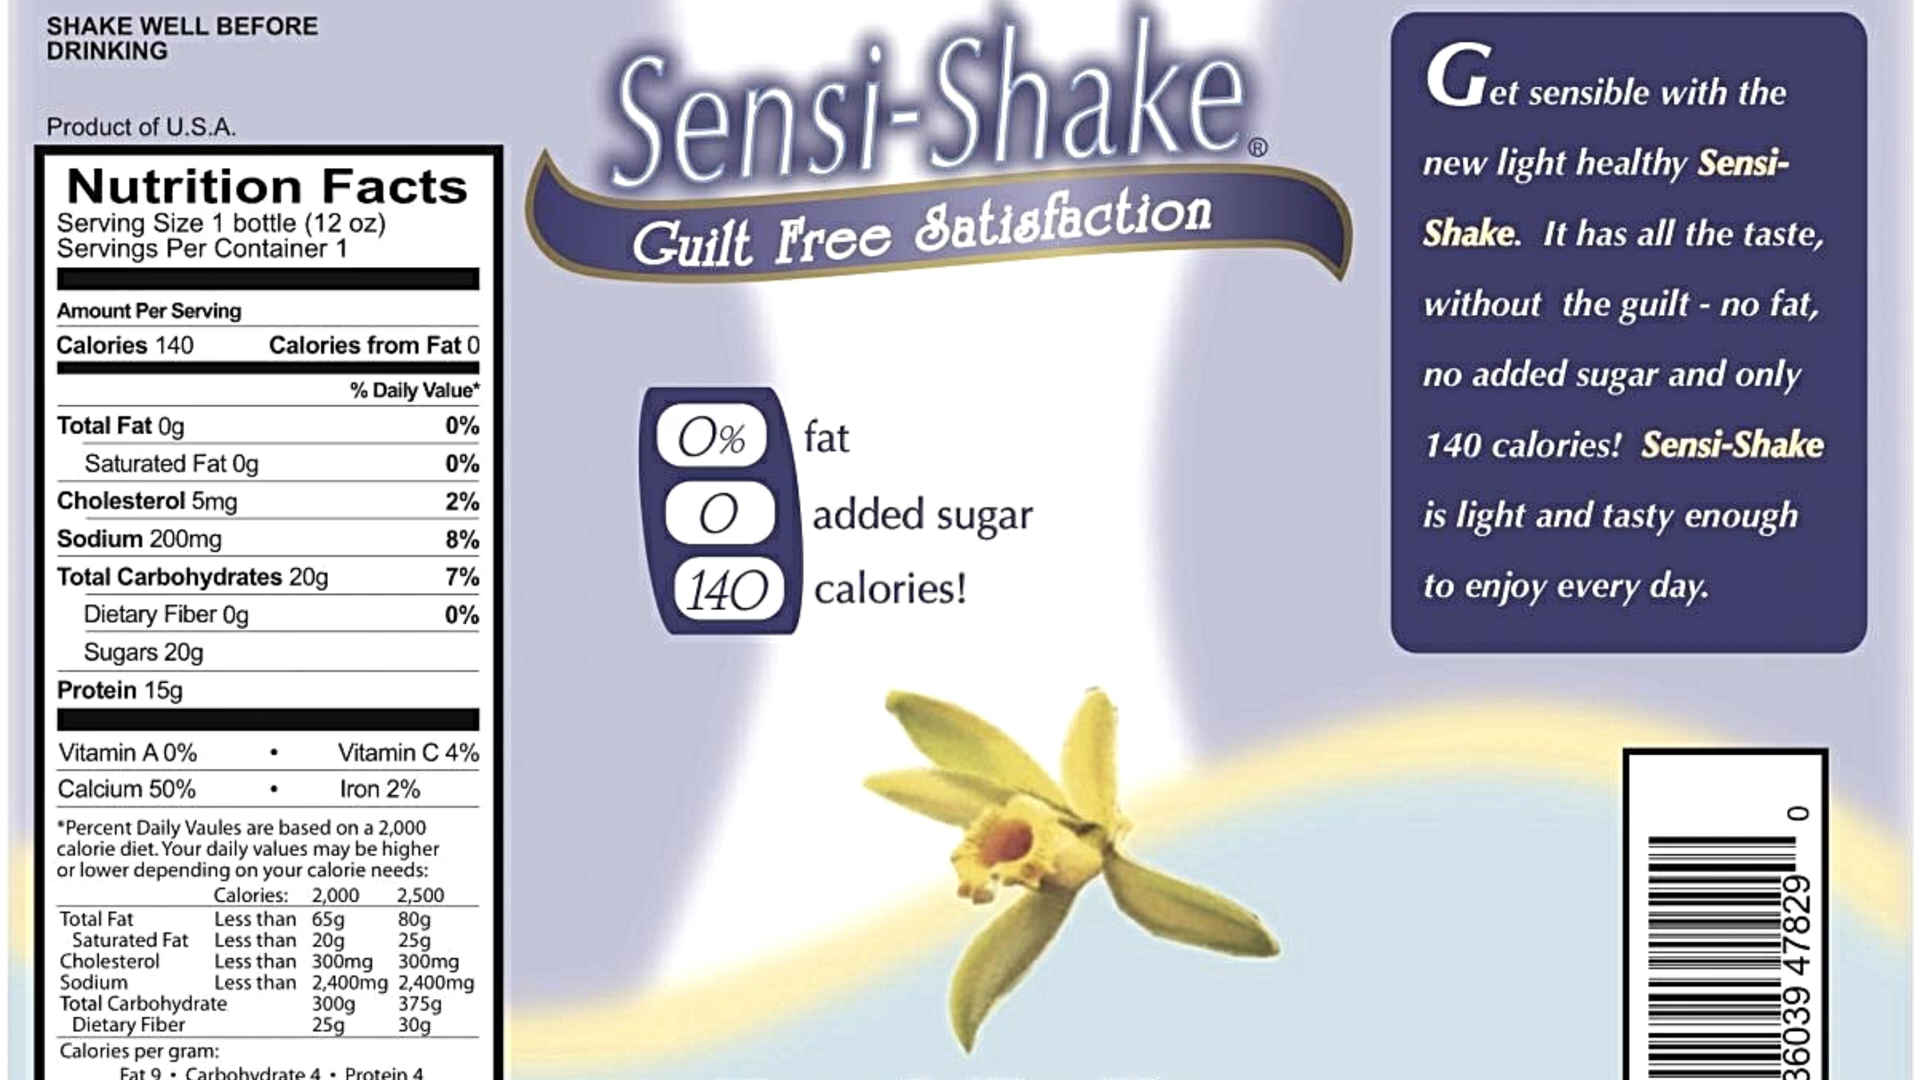 SHAKE WELL BEFORE
DRINKING
Product of U.S.A.
Nutrition Facts
Serving Size 1 bottle (12 oz)
Servings Per Container 1
Amount Per Serving
Calories 140 Calories from Fat 0
% Daily Value*
Total Fat 0g 0%
Saturated Fat 0g 0%
Cholesterol 5mg 2%
Sodium 200mg 8%
Total Carbohydrates 20g 7%
Dietary Fiber 0g 0%
Sugars 20g
Protein 15g
Vitamin A 0% • Vitamin C 4%
Calcium 50% • Iron 2%
*Percent Daily Vaules are based on a 2,000
calorie diet. Your daily values may be higher
or lower depending on your calorie needs:
Calories: 2,000 2,500
Total Fat Less than 65g 80g
Saturated Fat Less than 20g 25g
Cholesterol Less than 300mg 300mg
Sodium Less than 2,400mg 2,400mg
Total Carbohydrate 300g 375g
Dietary Fiber 25g 30g
Calories per gram:
Fat 9 • Carbohydrate 4 • Protein 4
Sensi-Shake®
Guilt Free Satisfaction
0% fat
0 added sugar
140 calories!
Get sensible with the
new light healthy Sensi-
Shake. It has all the taste,
without the guilt - no fat,
no added sugar and only
140 calories! Sensi-Shake
is light and tasty enough
to enjoy every day.
36039 47829 0